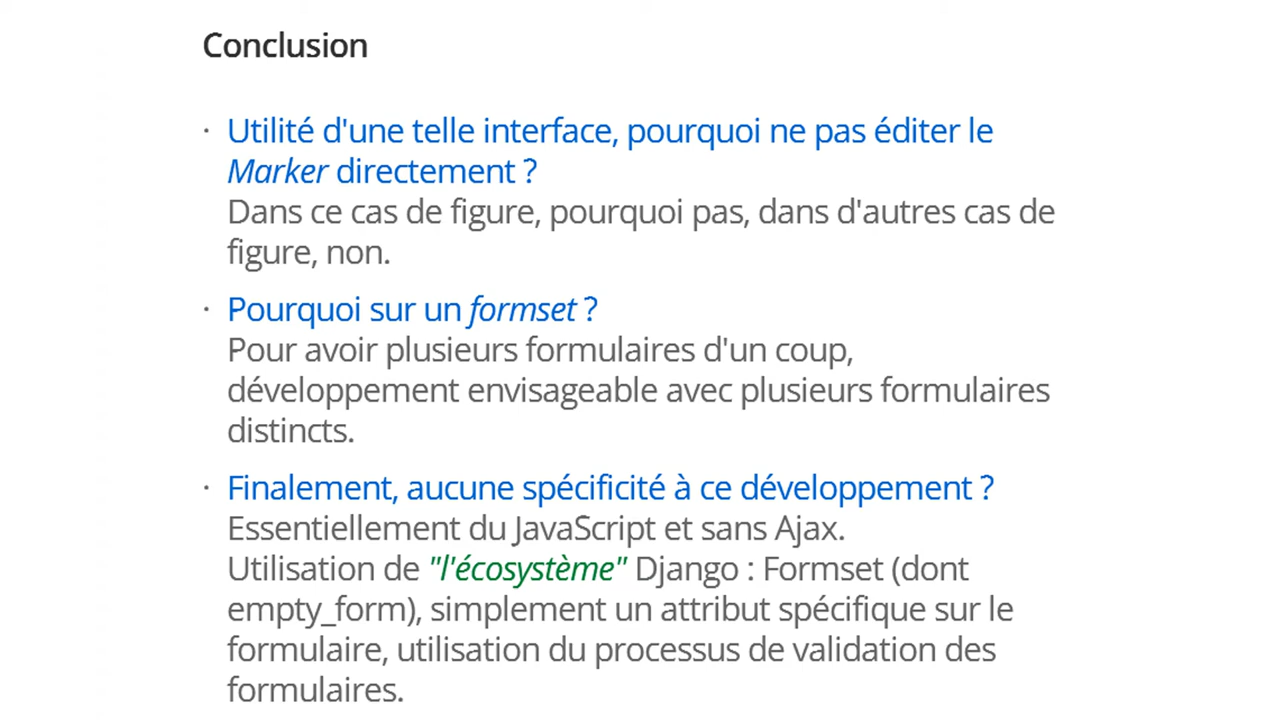 Conclusion
· Utilité d'une telle interface, pourquoi ne pas éditer le
Marker directement ?
Dans ce cas de figure, pourquoi pas, dans d'autres cas de
figure, non.
· Pourquoi sur un formset ?
Pour avoir plusieurs formulaires d'un coup,
développement envisageable avec plusieurs formulaires
distincts.
· Finalement, aucune spécificité à ce développement ?
Essentiellement du JavaScript et sans Ajax.
Utilisation de "l'écosystème" Django : Formset (dont
empty_form), simplement un attribut spécifique sur le
formulaire, utilisation du processus de validation des
formulaires.